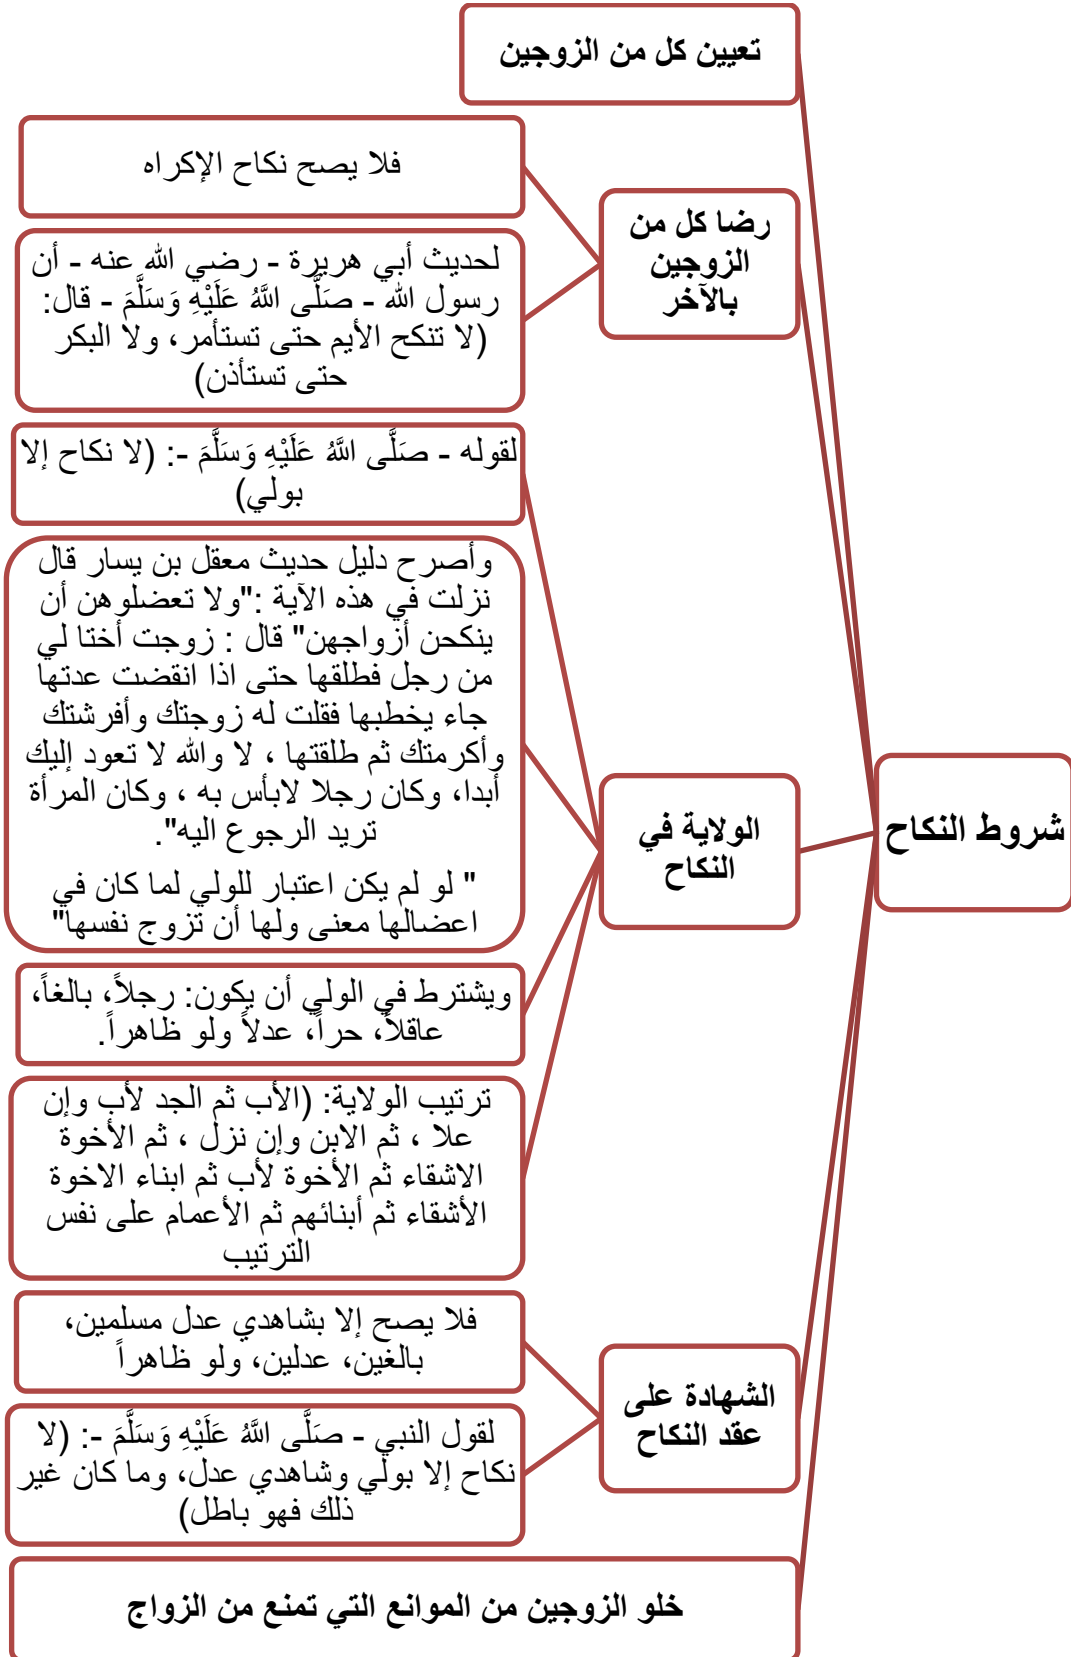 شروط النكاح
تعيين كل من الزوجين
رضا كل من
الزوجين
بالآخر
فلا يصح نكاح الإكراه
لحديث أبي هريرة - رضي الله عنه - أن
رسول الله - صَلَّى اللَّهُ عَلَيْهِ وَسَلَّمَ - قال:
(لا تنكح الأيم حتى تستأمر، ولا البكر
حتى تستأذن)
الولاية في
النكاح
لقوله - صَلَّى اللَّهُ عَلَيْهِ وَسَلَّمَ -: (لا نكاح إلا
بولي)
وأصرح دليل حديث معقل بن يسار قال
نزلت في هذه الآية :"ولا تعضلوهن أن
ينكحن أزواجهن" قال : زوجت أختا لي
من رجل فطلقها حتى اذا انقضت عدتها
جاء يخطبها فقلت له زوجتك وأفرشتك
وأكرمتك ثم طلقتها ، لا والله لا تعود إليك
أبدا، وكان رجلا لابأس به ، وكان المرأة
تريد الرجوع اليه".
" لو لم يكن اعتبار للولي لما كان في
اعضالها معنى ولها أن تزوج نفسها"
ويشترط في الولي أن يكون: رجلاً، بالغاً،
عاقلاً، حراً، عدلاً ولو ظاهراً.
ترتيب الولاية: (الأب ثم الجد لأب وإن
علا ، ثم الابن وإن نزل ، ثم الأخوة
الاشقاء ثم الأخوة لأب ثم ابناء الاخوة
الأشقاء ثم أبنائهم ثم الأعمام على نفس
الترتيب
الشهادة على
عقد النكاح
فلا يصح إلا بشاهدي عدل مسلمين،
بالغين، عدلين، ولو ظاهراً
لقول النبي - صَلَّى اللَّهُ عَلَيْهِ وَسَلَّمَ -: (لا
نكاح إلا بولي وشاهدي عدل، وما كان غير
ذلك فهو باطل)
خلو الزوجين من الموانع التي تمنع من الزواج